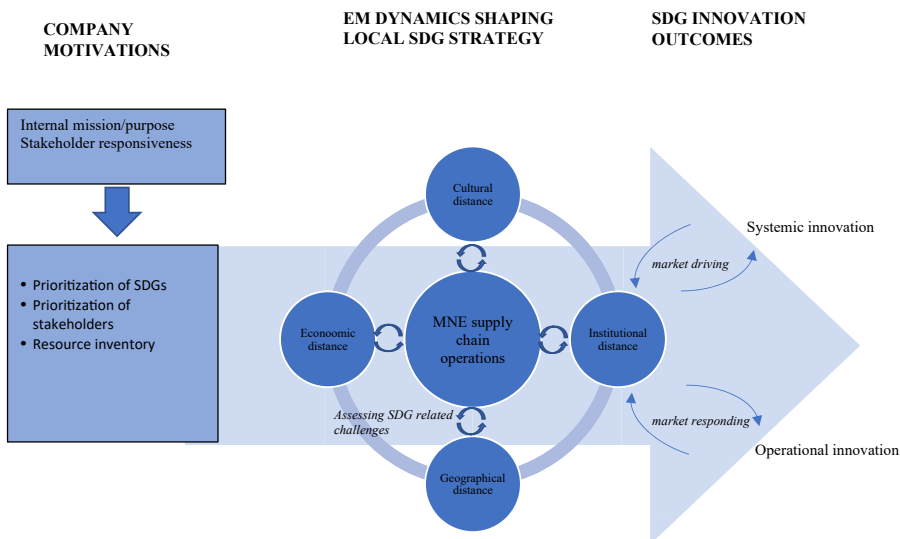 COMPANY
MOTIVATIONS
EM DYNAMICS SHAPING
LOCAL SDG STRATEGY
SDG INNOVATION
OUTCOMES
Internal mission/purpose
Stakeholder responsiveness
• Prioritization of SDGs
• Prioritization of
stakeholders
• Resource inventory
Cultural
distance
Econoomic
distance
MNE supply
chain
operations
Institutional
distance
Assessing SDG related
challenges
Geographical
distance
Systemic innovation
market driving
market responding
Operational innovation